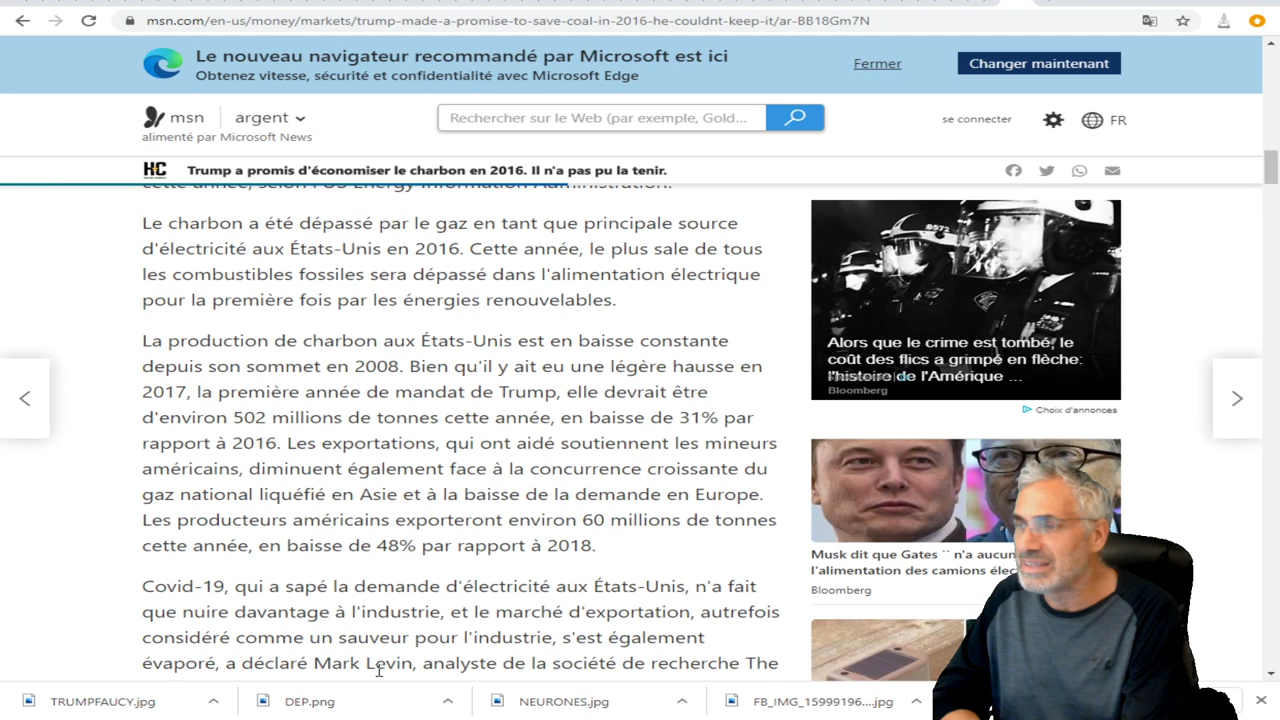 msn.com/en-us/money/markets/trump-made-a-promise-to-save-coal-in-2016-he-couldnt-keep-it/ar-BB18Gm7N
Le nouveau navigateur recommandé par Microsoft est ici
Obtenez vitesse, sécurité et confidentialité avec Microsoft Edge
Fermer
Changer maintenant
msn
argent
alimenté par Microsoft News
Rechercher sur le Web (par exemple, Gold...
se connecter
FR
HC
Trump a promis d'économiser le charbon en 2016. Il n'a pas pu la tenir.
cette année, selon l'US Energy Information Administration.
Le charbon a été dépassé par le gaz en tant que principale source
d'électricité aux États-Unis en 2016. Cette année, le plus sale de tous
les combustibles fossiles sera dépassé dans l'alimentation électrique
pour la première fois par les énergies renouvelables.
La production de charbon aux États-Unis est en baisse constante
depuis son sommet en 2008. Bien qu'il y ait eu une légère hausse en
2017, la première année de mandat de Trump, elle devrait être
d'environ 502 millions de tonnes cette année, en baisse de 31% par
rapport à 2016. Les exportations, qui ont aidé soutiennent les mineurs
américains, diminuent également face à la concurrence croissante du
gaz national liquéfié en Asie et à la baisse de la demande en Europe.
Les producteurs américains exporteront environ 60 millions de tonnes
cette année, en baisse de 48% par rapport à 2018.
Covid-19, qui a sapé la demande d'électricité aux États-Unis, n'a fait
que nuire davantage à l'industrie, et le marché d'exportation, autrefois
considéré comme un sauveur pour l'industrie, s'est également
évaporé, a déclaré Mark Levin, analyste de la société de recherche The
8572
Alors que le crime est tombé, le
coût des flics a grimpé en flèche:
l'histoire de l'Amérique ...
Bloomberg
Choix d'annonces
Musk dit que Gates `` n'a aucun
l'alimentation des camions élec
Bloomberg
TRUMPFAUCY.jpg
DEP.png
NEURONES.jpg
FB_IMG_15999196....jpg